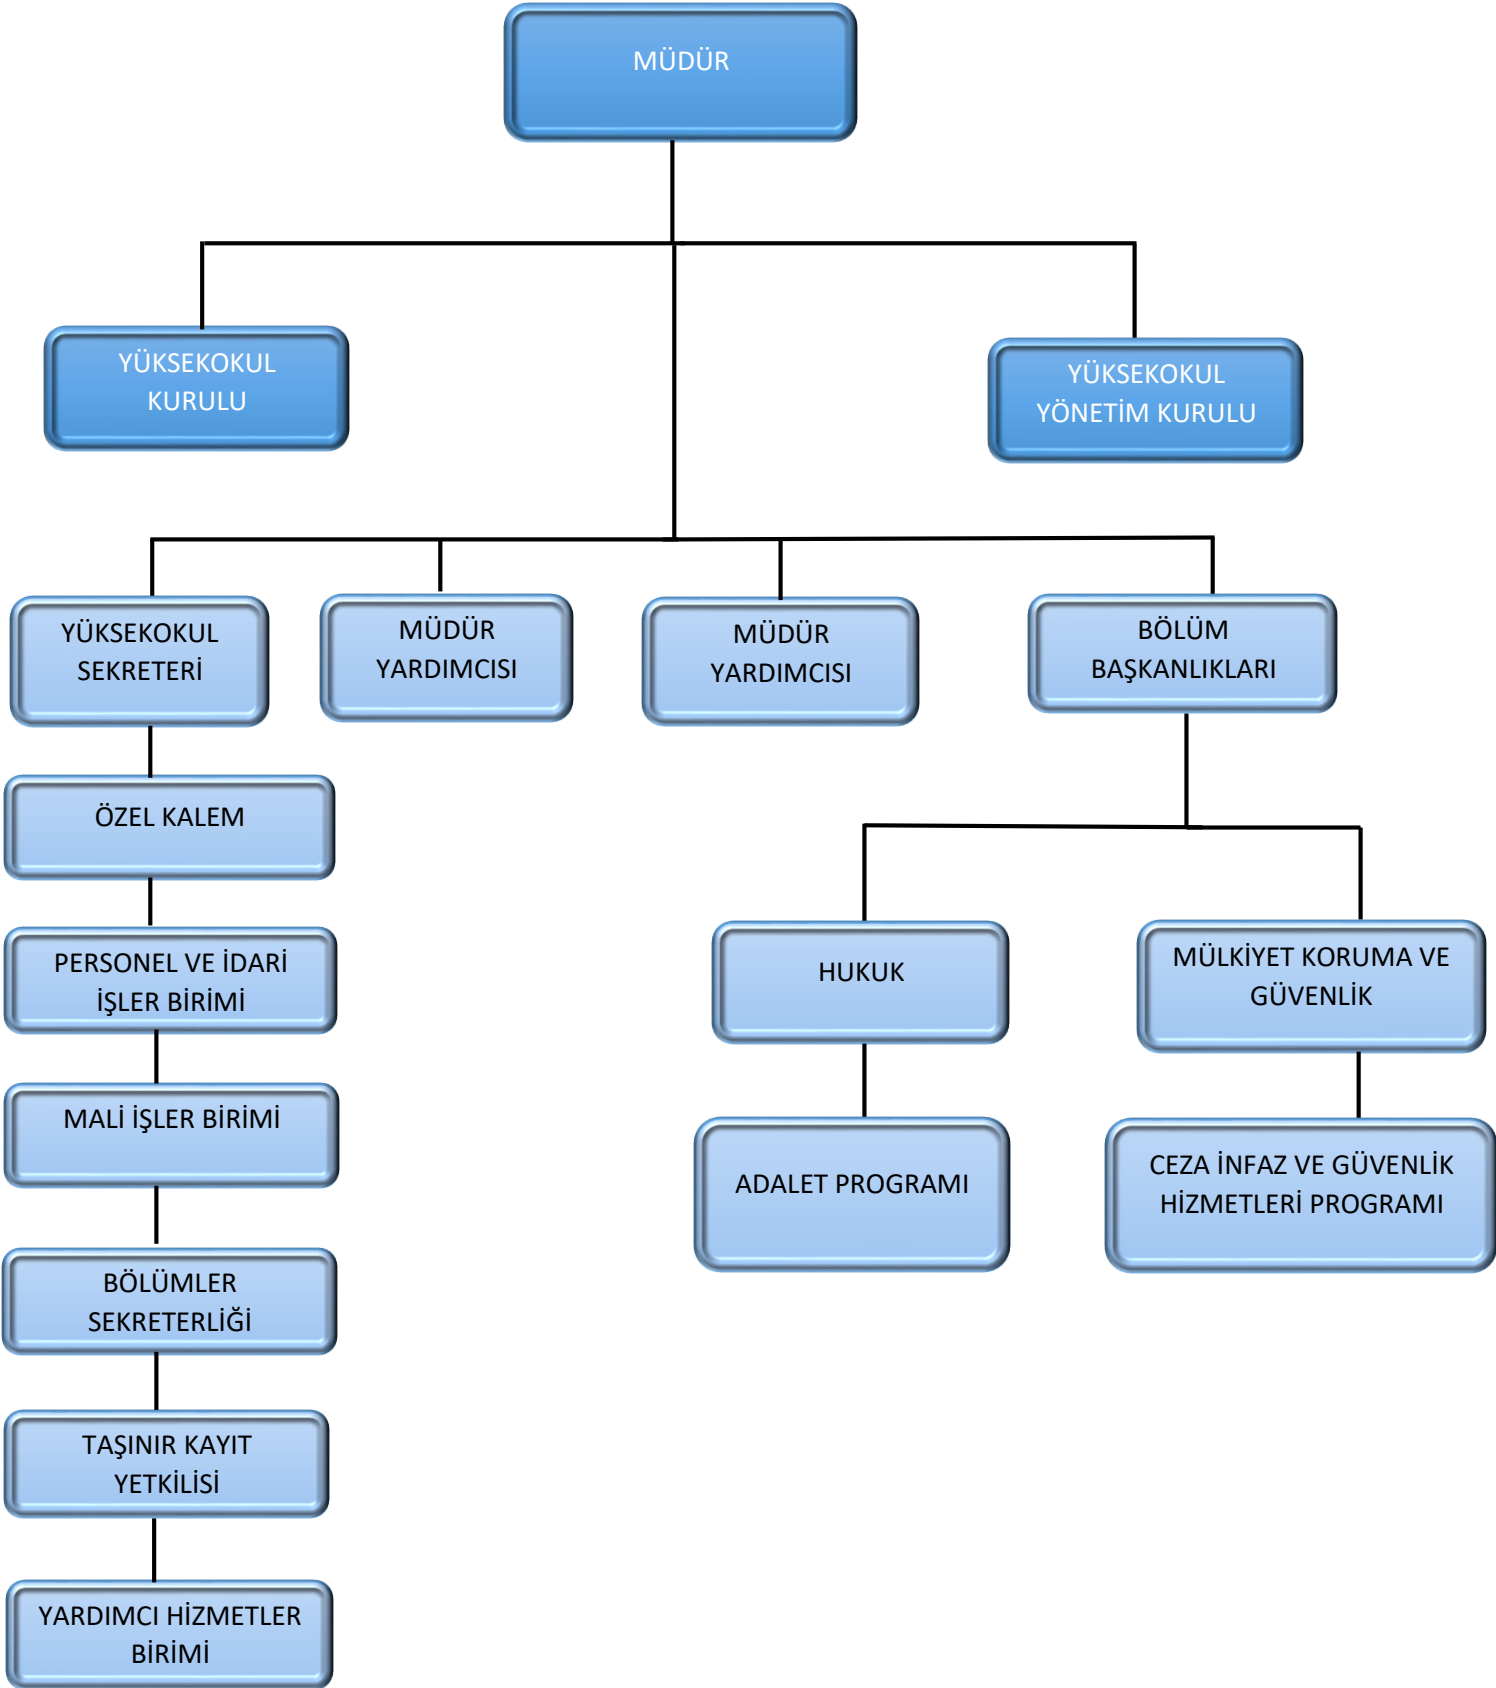 MÜDÜR
YÜKSEKOKUL
KURULU
YÜKSEKOKUL
YÖNETİM KURULU
YÜKSEKOKUL
SEKRETERİ
MÜDÜR
YARDIMCISI
MÜDÜR
YARDIMCISI
BÖLÜM
BAŞKANLIKLARI
ÖZEL KALEM
PERSONEL VE İDARİ
İŞLER BİRİMİ
MALİ İŞLER BİRİMİ
BÖLÜMLER
SEKRETERLİĞİ
TAŞINIR KAYIT
YETKİLİSİ
YARDIMCI HİZMETLER
BİRİMİ
HUKUK
MÜLKİYET KORUMA VE
GÜVENLİK
ADALET PROGRAMI
CEZA İNFAZ VE GÜVENLİK
HİZMETLERİ PROGRAMI